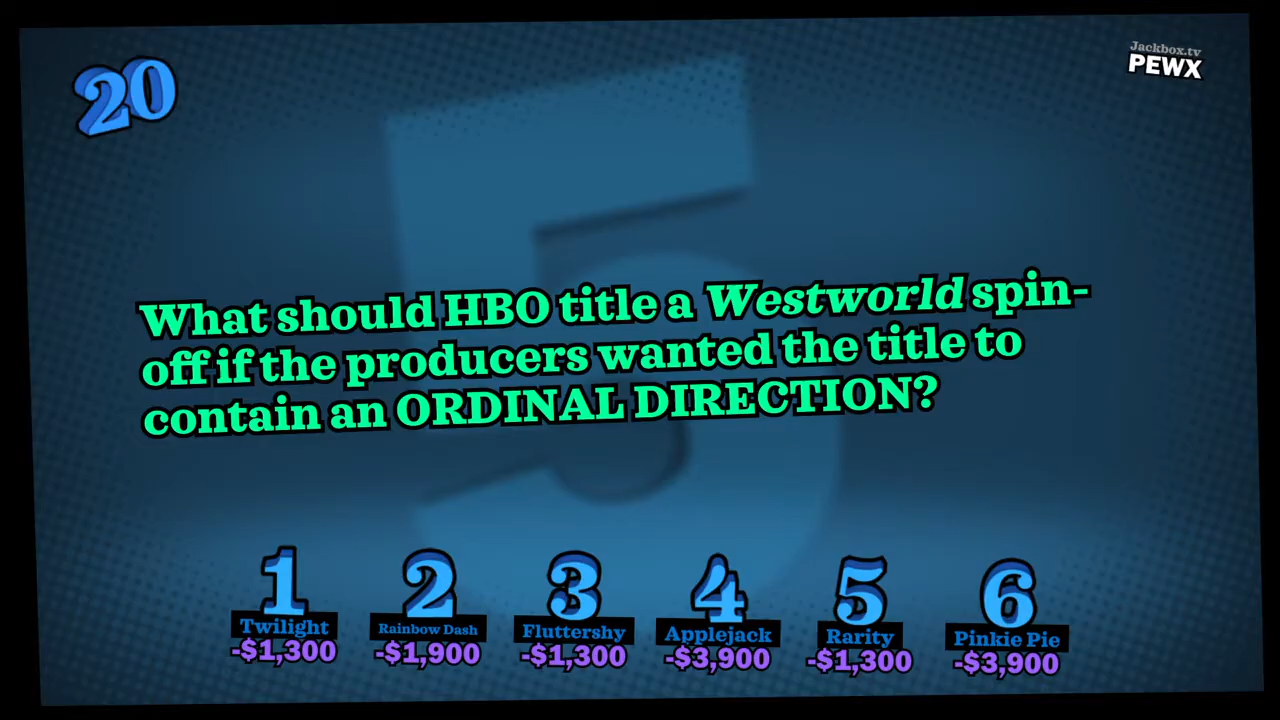 20
Jackbox.tv
PEWX
What should HBO title a Westworld spin-
off if the producers wanted the title to
contain an ORDINAL DIRECTION?
1 2 3 4 5 6
Twilight Rainbow Dash Fluttershy Applejack Rarity Pinkie Pie
-$1,300 -$1,900 -$1,300 -$3,900 -$1,300 -$3,900
5